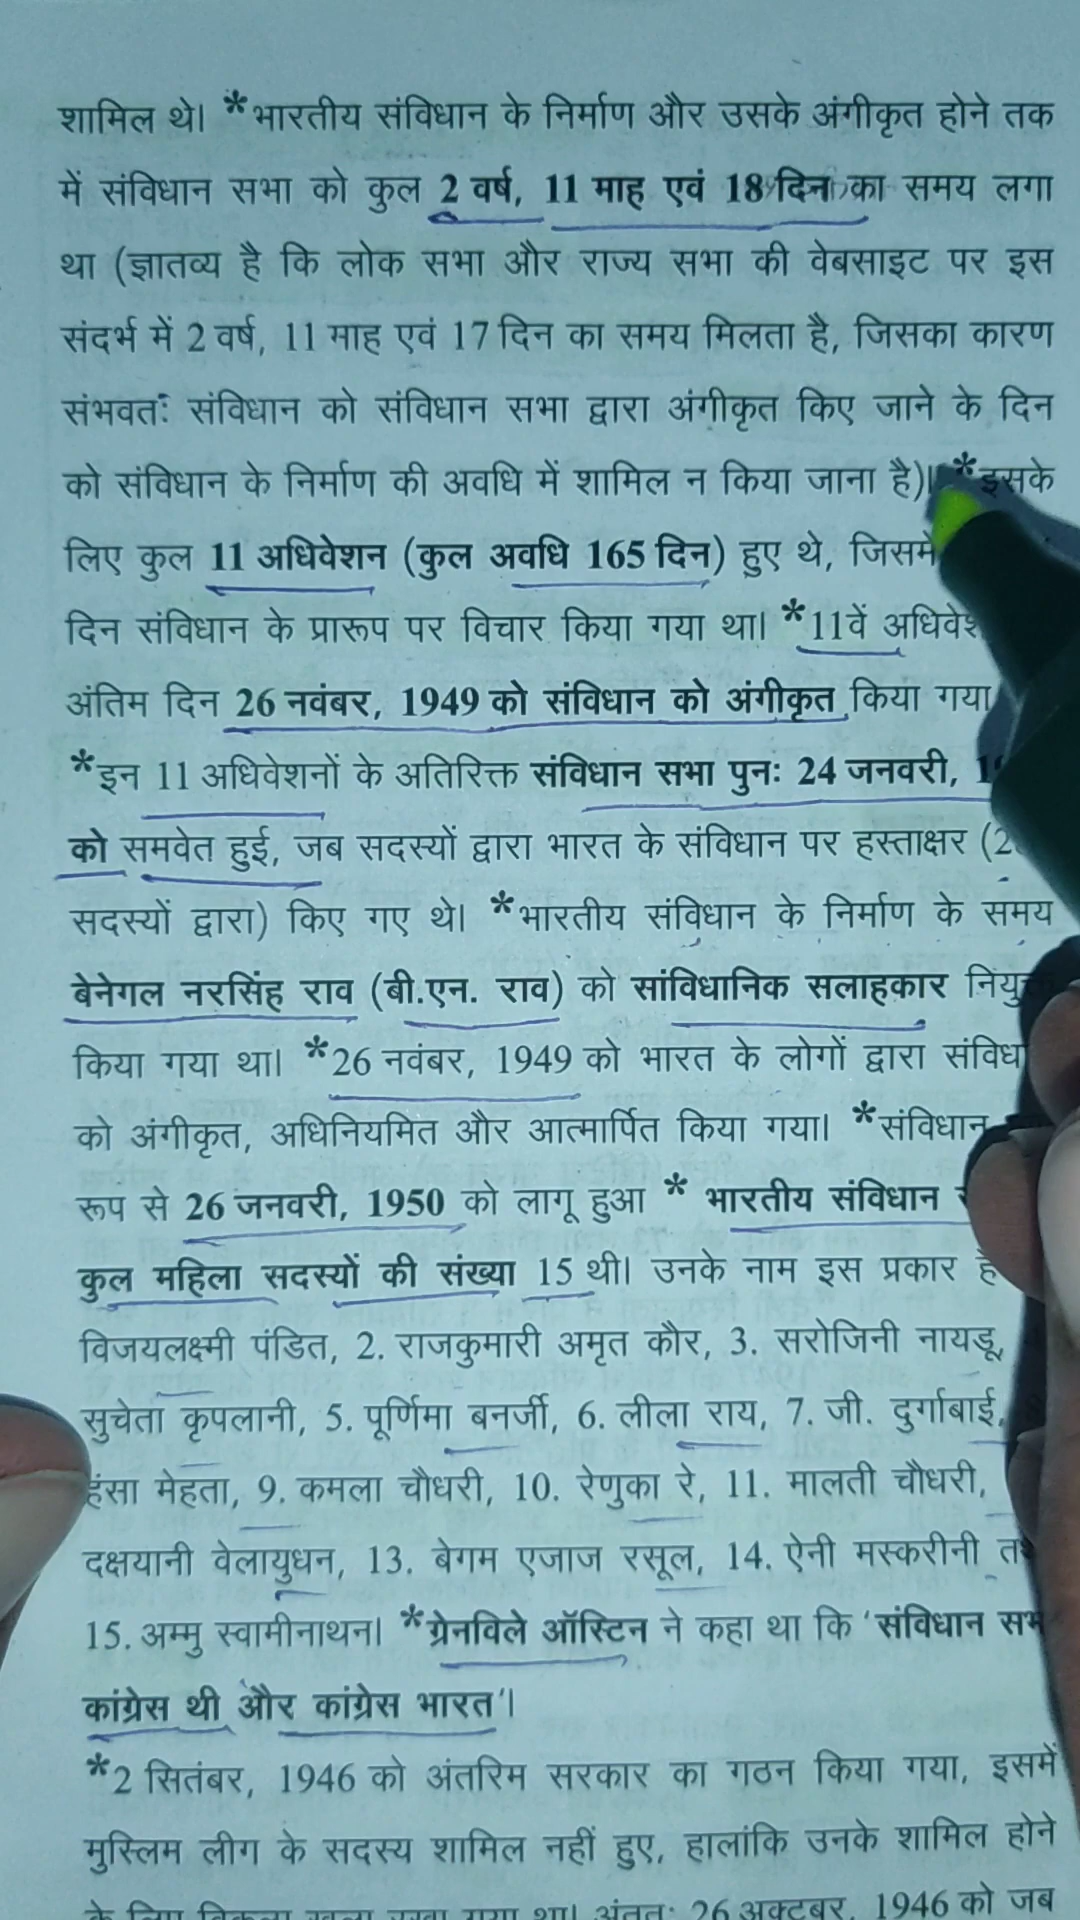 शामिल थे। *भारतीय संविधान के निर्माण और उसके अंगीकृत होने तक
में संविधान सभा को कुल 2 वर्ष, 11 माह एवं 18 दिन का समय लगा
था (ज्ञातव्य है कि लोक सभा और राज्य सभा की वेबसाइट पर इस
संदर्भ में 2 वर्ष, 11 माह एवं 17 दिन का समय मिलता है, जिसका कारण
संभवतः संविधान को संविधान सभा द्वारा अंगीकृत किए जाने के दिन
को संविधान के निर्माण की अवधि में शामिल न किया जाना है)। *इसके
लिए कुल 11 अधिवेशन (कुल अवधि 165 दिन) हुए थे,
दिन संविधान के प्रारूप पर विचार किया गया था। *11वें
अंतिम दिन 26 नवंबर, 1949 को संविधान को अंगीकृत किया गया
*इन 11 अधिवेशनों के अतिरिक्त संविधान सभा पुनः 24 जनवरी,
को समवेत हुई, जब सदस्यों द्वारा भारत के संविधान पर हस्ताक्षर
सदस्यों द्वारा) किए गए थे। *भारतीय संविधान के निर्माण के समय
बेनेगल नरसिंह राव (बी.एन. राव) को सांविधानिक सलाहकार
किया गया था। *26 नवंबर, 1949 को भारत के लोगों द्वारा
को अंगीकृत, अधिनियमित और आत्मार्पित किया गया। *संविधान
रूप से 26 जनवरी, 1950 को लागू हुआ * भारतीय संविधान
कुल महिला सदस्यों की संख्या 15 थी। उनके नाम इस प्रकार
विजयलक्ष्मी पंडित, 2. राजकुमारी अमृत कौर, 3. सरोजिनी नायडू,
सुचेता कृपलानी, 5. पूर्णिमा बनर्जी, 6. लीला राय, 7. जी. दुर्गाबाई,
हंसा मेहता, 9. कमला चौधरी, 10. रेणुका रे, 11. मालती चौधरी,
दक्षयानी वेलायुधन, 13. बेगम एजाज रसूल, 14. ऐनी मस्करीनी
15. अम्मु स्वामीनाथन। *ग्रेनविले ऑस्टिन ने कहा था कि 'संविधान
कांग्रेस थी और कांग्रेस भारत'।
*2 सितंबर, 1946 को अंतरिम सरकार का गठन किया गया, इसमें
मुस्लिम लीग के सदस्य शामिल नहीं हुए, हालांकि उनके शामिल होने
था। अंततः 26 अक्टूबर, 1946 को जब